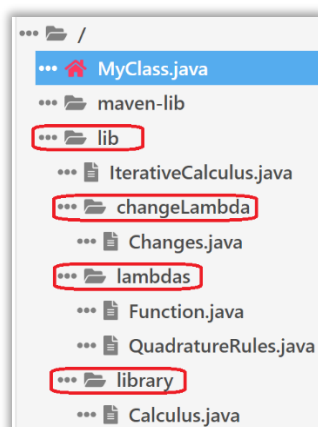 /
MyClass.java
maven-lib
lib
IterativeCalculus.java
changeLambda
Changes.java
lambdas
Function.java
QuadratureRules.java
library
Calculus.java